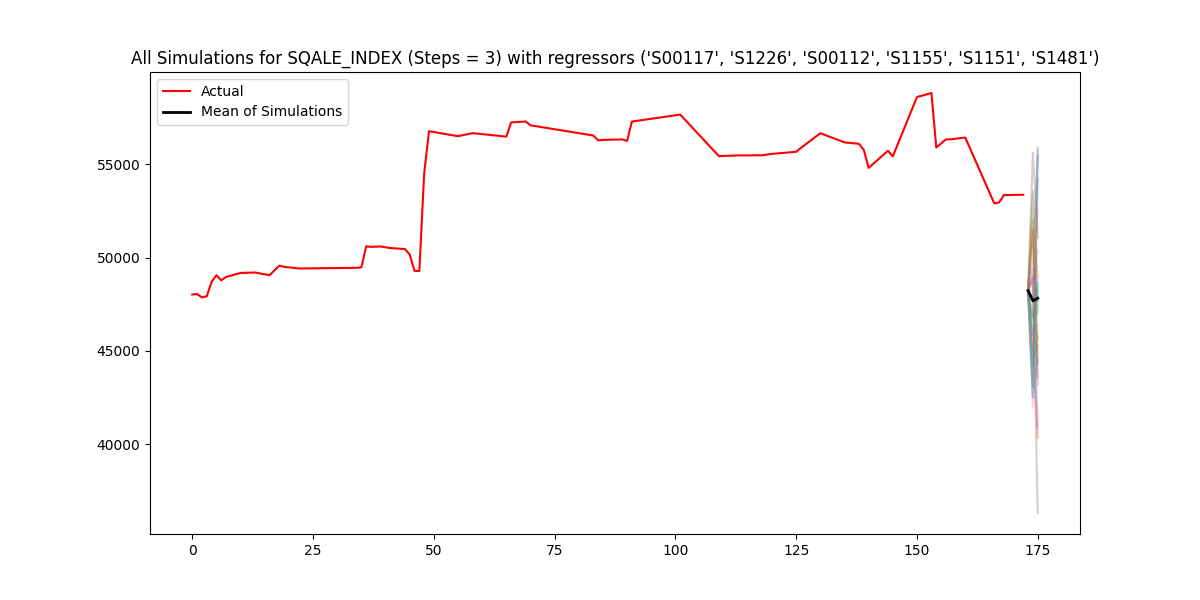 All Simulations for SQALE_INDEX (Steps = 3) with regressors ('S00117', 'S1226', 'S00112', 'S1155', 'S1151', 'S1481')
Actual
Mean of Simulations
55000
50000
45000
40000
0 25 50 75 100 125 150 175